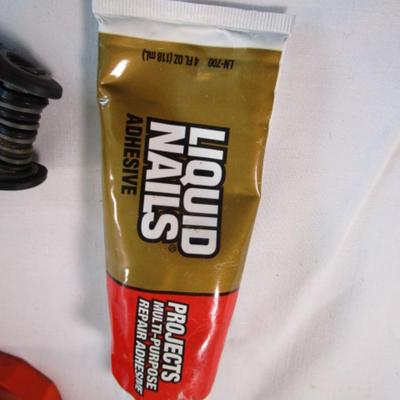 LN-700 4 FL OZ (118 mL)
LIQUID
NAILS®
ADHESIVE
PROJECTS
MULTI-PURPOSE
REPAIR ADHESIVE